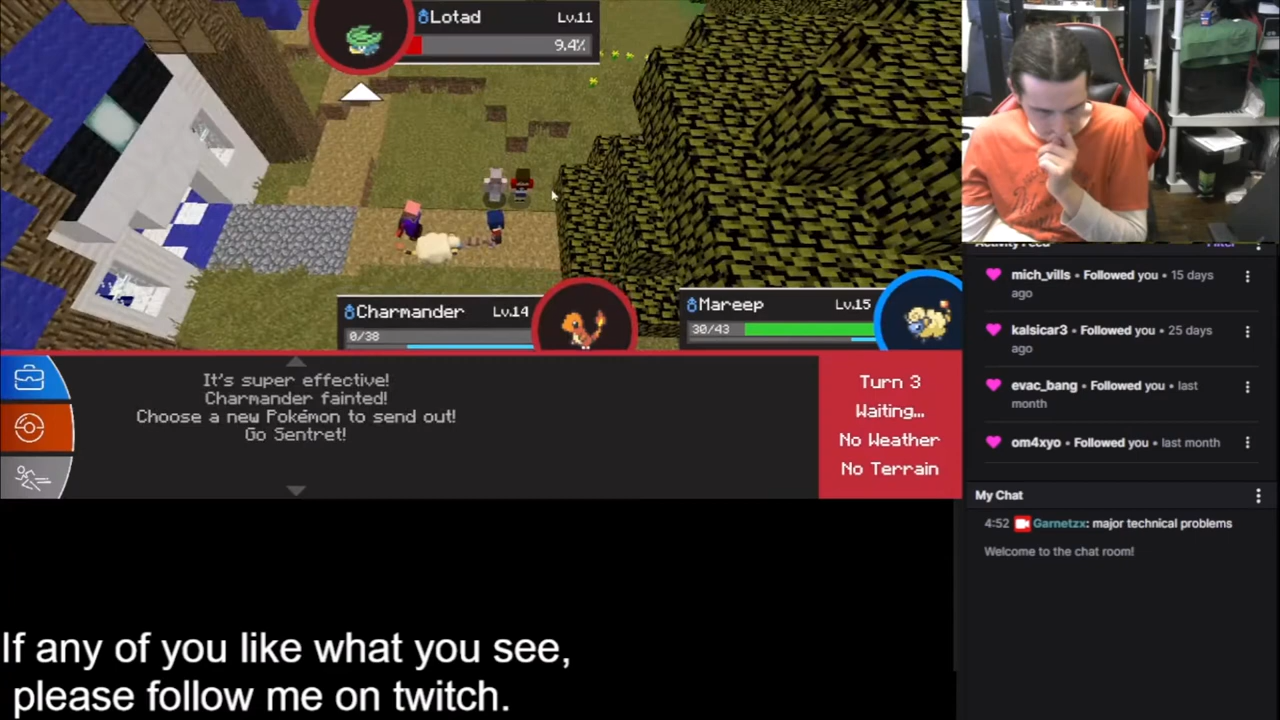 Lotad Lv.11
9.4%
Charmander Lv.14
0/38
Mareep Lv.15
30/43
It's super effective!
Charmander fainted!
Choose a new Pokémon to send out!
Go Sentret!
Turn 3
Waiting...
No Weather
No Terrain
Activity Feed Filter
mich_vills • Followed you • 15 days
ago
kalsicar3 • Followed you • 25 days
ago
evac_bang • Followed you • last
month
om4xyo • Followed you • last month
My Chat
4:52 Garnetzx: major technical problems
Welcome to the chat room!
If any of you like what you see,
please follow me on twitch.